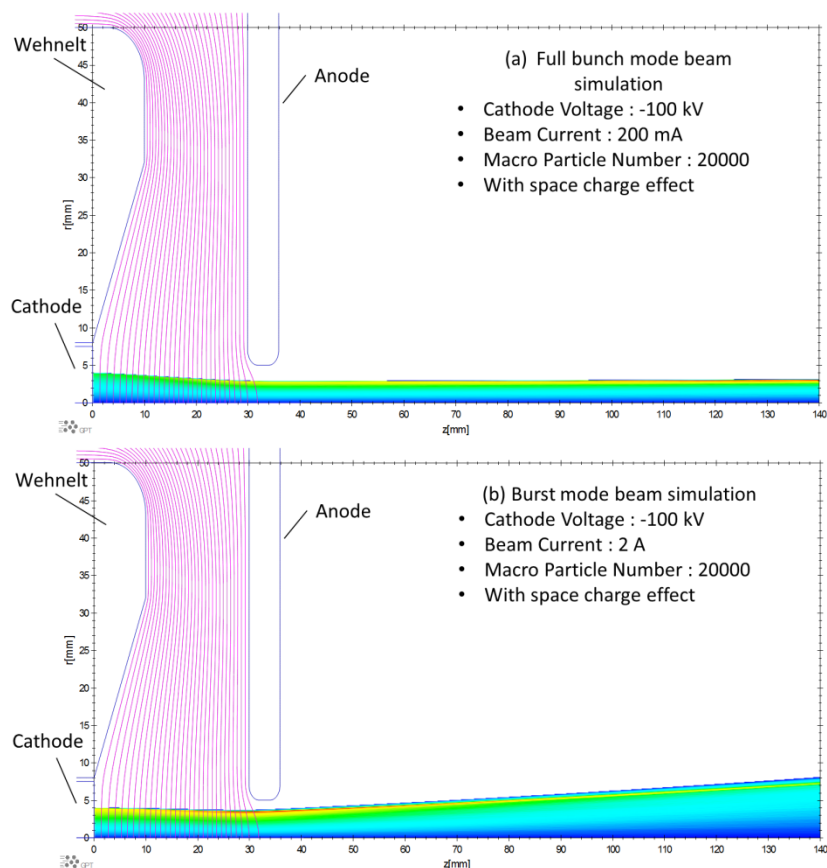 Wehnelt
Anode
(a) Full bunch mode beam
simulation
• Cathode Voltage : -100 kV
• Beam Current : 200 mA
• Macro Particle Number : 20000
• With space charge effect
Cathode
r[mm]
50
45
40
35
30
25
20
15
10
5
0
0 10 20 30 40 50 60 70 80 90 100 110 120 130 140
z[mm]
GPT
Wehnelt
Anode
(b) Burst mode beam simulation
• Cathode Voltage : -100 kV
• Beam Current : 2 A
• Macro Particle Number : 20000
• With space charge effect
Cathode
r[mm]
50
45
40
35
30
25
20
15
10
5
0
0 10 20 30 40 50 60 70 80 90 100 110 120 130 140
z[mm]
GPT